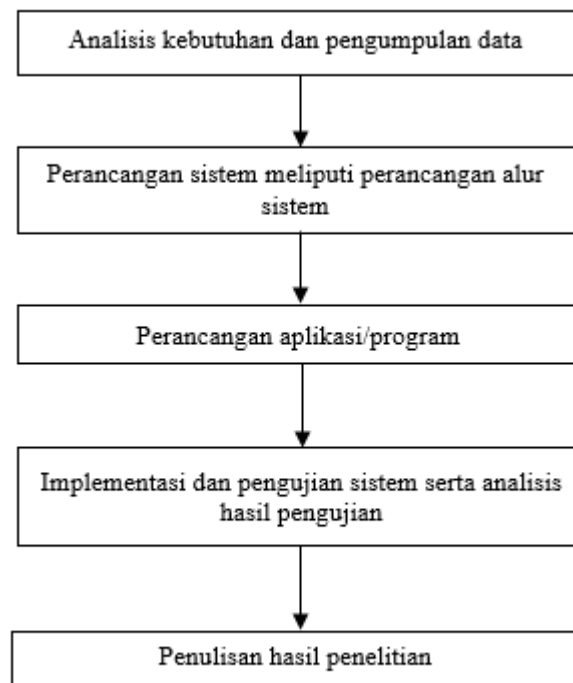 Analisis kebutuhan dan pengumpulan data
Perancangan sistem meliputi perancangan alur
sistem
Perancangan aplikasi/program
Implementasi dan pengujian sistem serta analisis
hasil pengujian
Penulisan hasil penelitian